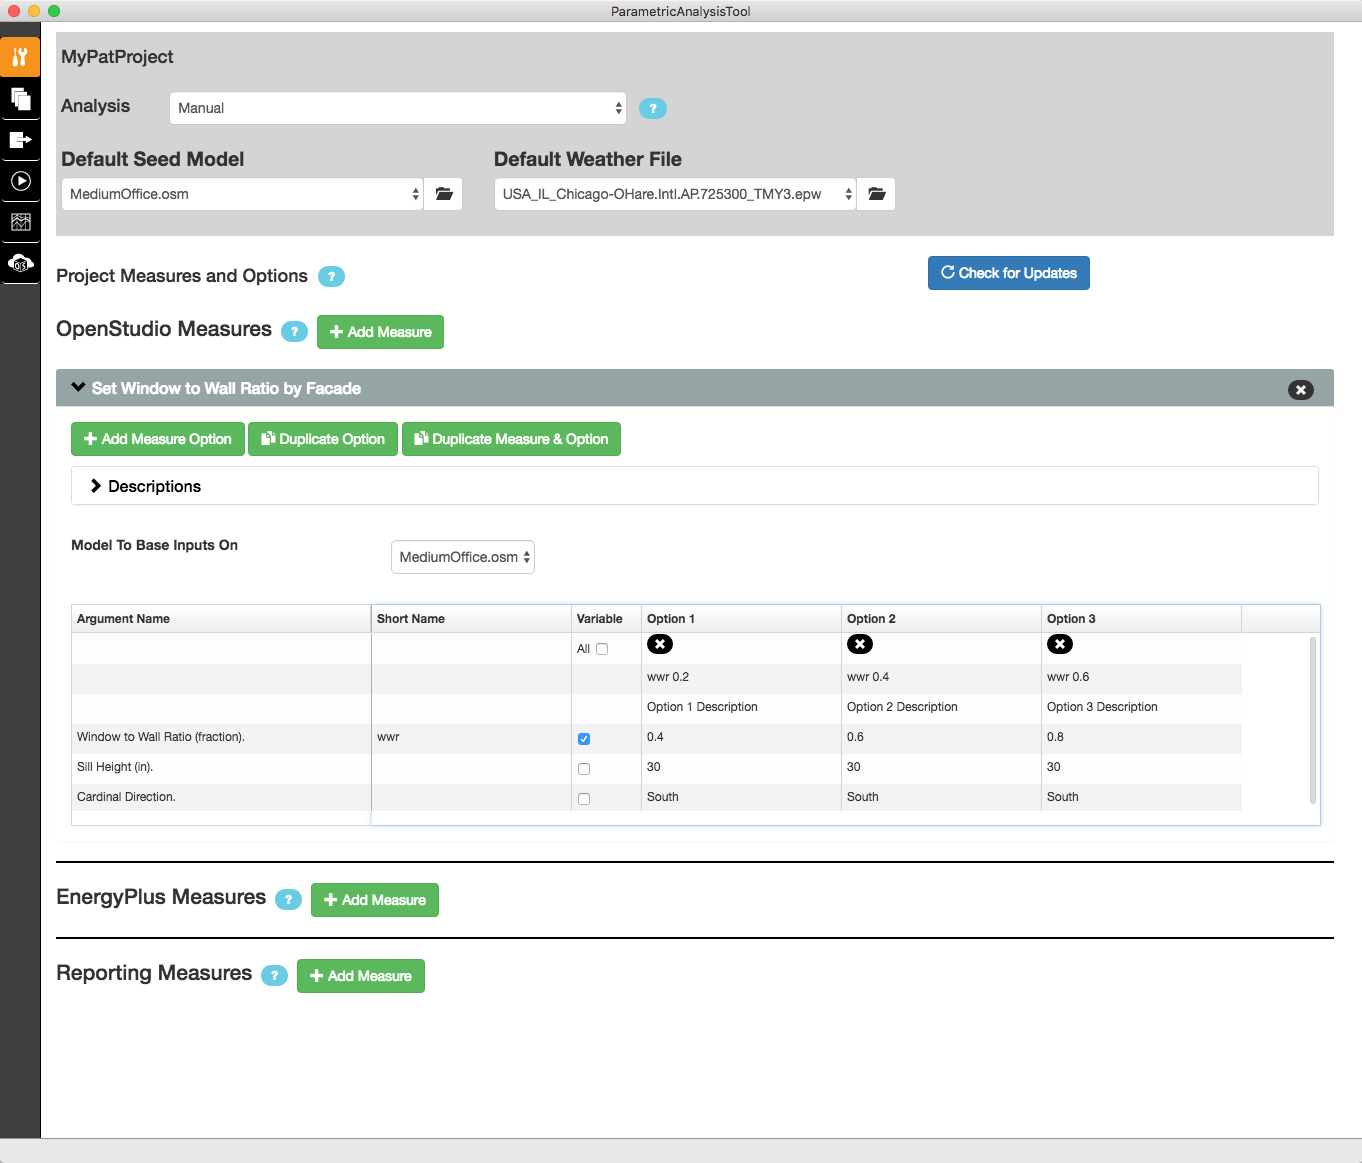 ParametricAnalysisTool
MyPatProject
Analysis Manual ?
Default Seed Model Default Weather File
MediumOffice.osm USA_IL_Chicago-OHare.Intl.AP.725300_TMY3.epw
Project Measures and Options ? Check for Updates
OpenStudio Measures ? Add Measure
Set Window to Wall Ratio by Facade
Add Measure Option Duplicate Option Duplicate Measure & Option
Descriptions
Model To Base Inputs On
MediumOffice.osm
Argument Name Short Name Variable Option 1 Option 2 Option 3
All
wwr 0.2 wwr 0.4 wwr 0.6
Option 1 Description Option 2 Description Option 3 Description
Window to Wall Ratio (fraction). wwr 0.4 0.6 0.8
Sill Height (in). 30 30 30
Cardinal Direction. South South South
EnergyPlus Measures ? Add Measure
Reporting Measures ? Add Measure